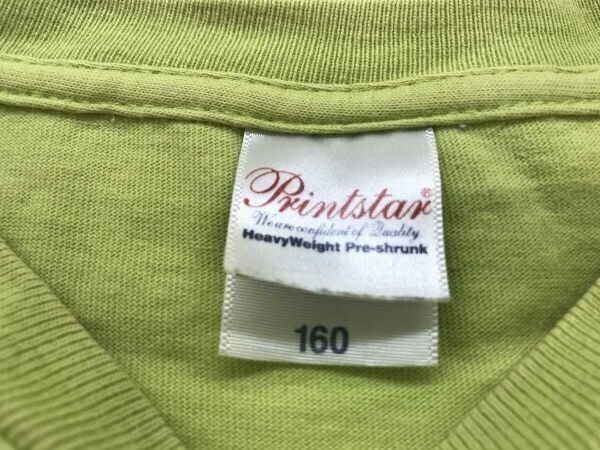 Printstar®
We are confident of Quality
HeavyWeight Pre-shrunk
160